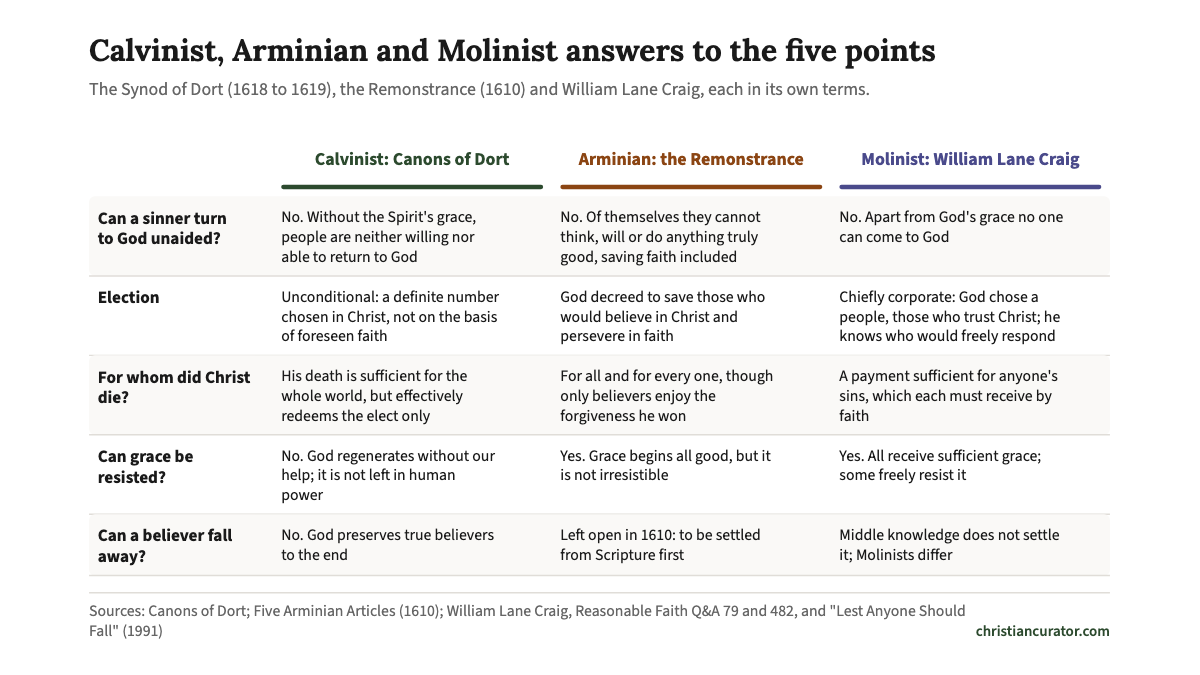 Calvinist, Arminian and Molinist answers to the five points
The Synod of Dort (1618 to 1619), the Remonstrance (1610) and William Lane Craig, each in its own terms.
Calvinist: Canons of Dort
Arminian: the Remonstrance
Molinist: William Lane Craig
Can a sinner turn
to God unaided?
No. Without the Spirit's grace,
people are neither willing nor
able to return to God
No. Of themselves they cannot
think, will or do anything truly
good, saving faith included
No. Apart from God's grace no one
can come to God
Election
Unconditional: a definite number
chosen in Christ, not on the basis
of foreseen faith
God decreed to save those who
would believe in Christ and
persevere in faith
Chiefly corporate: God chose a
people, those who trust Christ; he
knows who would freely respond
For whom did Christ
die?
His death is sufficient for the
whole world, but effectively
redeems the elect only
For all and for every one, though
only believers enjoy the
forgiveness he won
A payment sufficient for anyone's
sins, which each must receive by
faith
Can grace be
resisted?
No. God regenerates without our
help; it is not left in human
power
Yes. Grace begins all good, but it
is not irresistible
Yes. All receive sufficient grace;
some freely resist it
Can a believer fall
away?
No. God preserves true believers
to the end
Left open in 1610: to be settled
from Scripture first
Middle knowledge does not settle
it; Molinists differ
Sources: Canons of Dort; Five Arminian Articles (1610); William Lane Craig, Reasonable Faith Q&A 79 and 482, and "Lest Anyone Should
Fall" (1991)
christiancurator.com